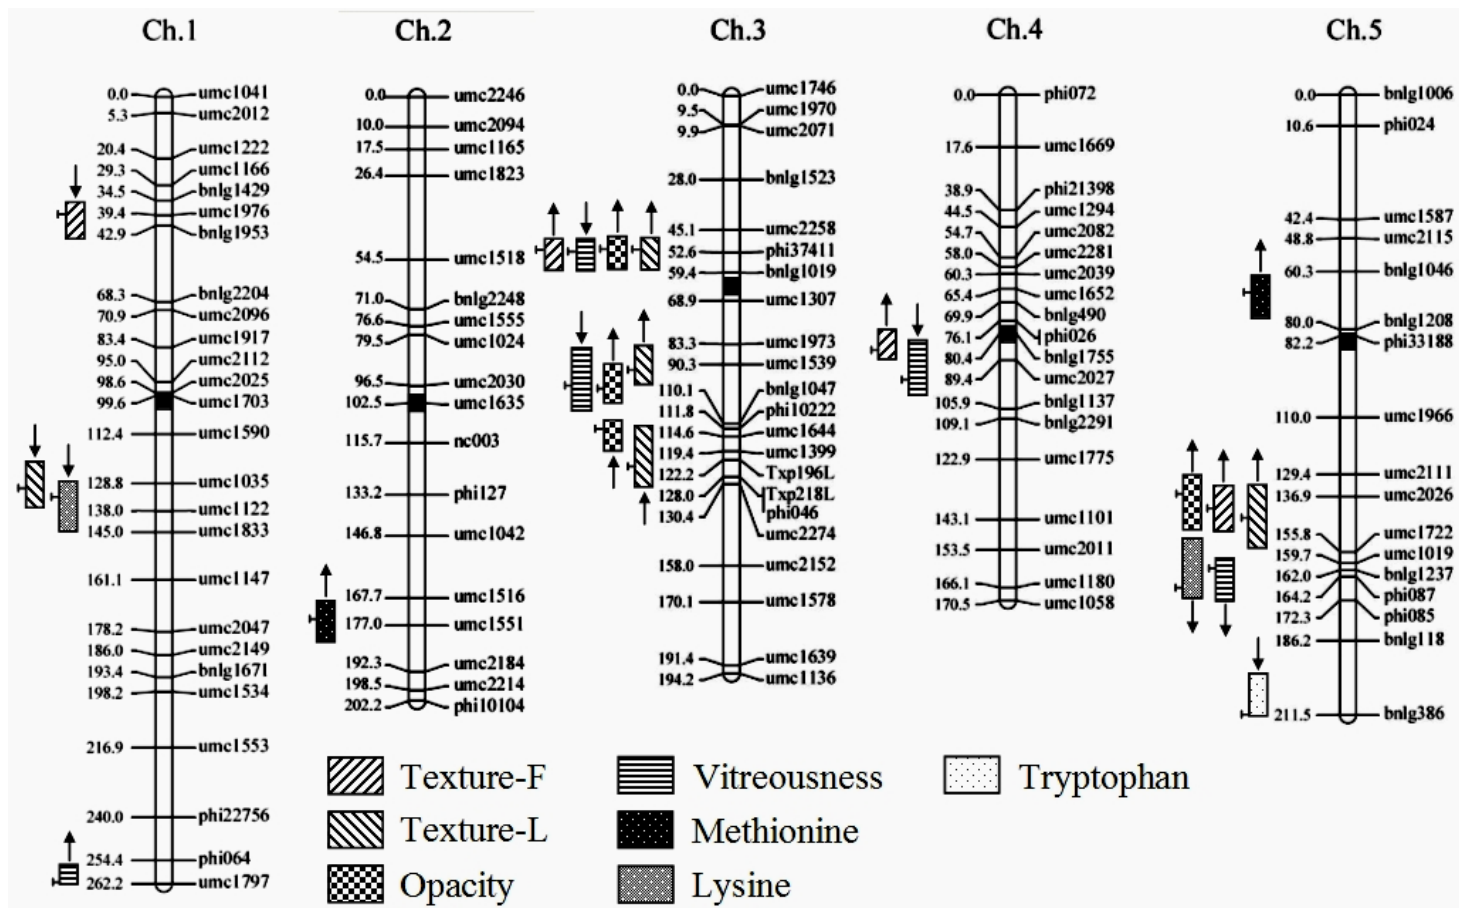 Ch.1
0.0 umc1041
5.3 umc2012
20.4 umc1222
29.3 umc1166
34.5 bnlg1429
39.4 umc1976
42.9 bnlg1953
68.3 bnlg2204
70.9 umc2096
83.4 umc1917
95.0 umc2112
98.6 umc2025
99.6 umc1703
112.4 umc1590
128.8 umc1035
138.0 umc1122
145.0 umc1833
161.1 umc1147
178.2 umc2047
186.0 umc2149
193.4 bnlg1671
198.2 umc1534
216.9 umc1553
240.0 phi22756
254.4 phi064
262.2 umc1797
Ch.2
0.0 umc2246
10.0 umc2094
17.5 umc1165
26.4 umc1823
54.5 umc1518
71.0 bnlg2248
76.6 umc1555
79.5 umc1024
96.5 umc2030
102.5 umc1635
115.7 nc003
133.2 phi127
146.8 umc1042
167.7 umc1516
177.0 umc1551
192.3 umc2184
198.5 umc2214
202.2 phi10104
Ch.3
0.0 umc1746
9.5 umc1970
9.9 umc2071
28.0 bnlg1523
45.1 umc2258
52.6 phi37411
59.4 bnlg1019
68.9 umc1307
83.3 umc1973
90.3 umc1539
110.1 bnlg1047
111.8 phi10222
114.6 umc1644
119.4 umc1399
122.2 Txp196L
128.0 Txp218L
phi046
130.4 umc2274
158.0 umc2152
170.1 umc1578
191.4 umc1639
194.2 umc1136
Ch.4
0.0 phi072
17.6 umc1669
38.9 phi21398
44.5 umc1294
54.7 umc2082
58.0 umc2281
60.3 umc2039
65.4 umc1652
69.9 bnlg490
76.1 phi026
80.4 bnlg1755
89.4 umc2027
105.9 bnlg1137
109.1 bnlg2291
122.9 umc1775
143.1 umc1101
153.5 umc2011
166.1 umc1180
170.5 umc1058
Ch.5
0.0 bnlg1006
10.6 phi024
42.4 umc1587
48.8 umc2115
60.3 bnlg1046
80.0 bnlg1208
82.2 phi33188
110.0 umc1966
129.4 umc2111
136.9 umc2026
155.8 umc1722
159.7 umc1019
162.0 bnlg1237
164.2 phi087
172.3 phi085
186.2 bnlg118
211.5 bnlg386
Texture-F
Texture-L
Opacity
Vitreousness
Methionine
Lysine
Tryptophan